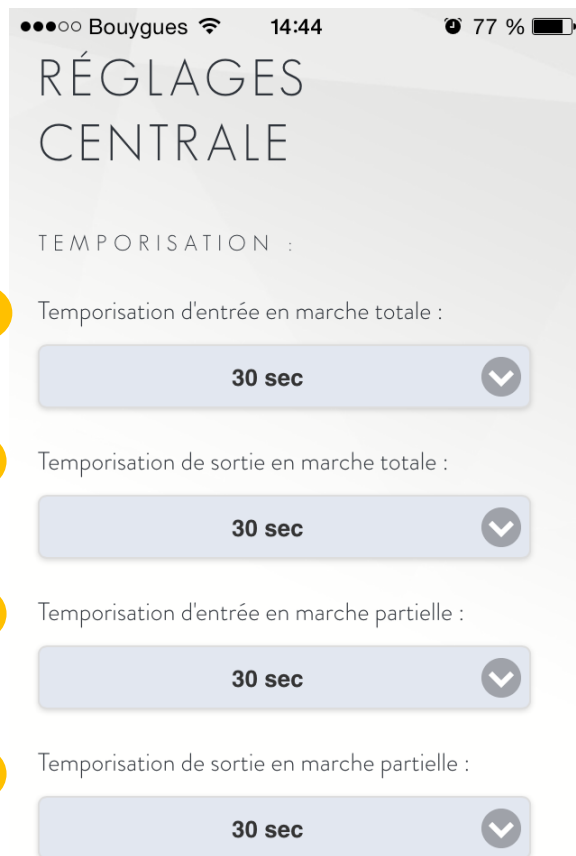 Bouygues 14:44 77 %
RÉGLAGES
CENTRALE
TEMPORISATION :
Temporisation d'entrée en marche totale :
30 sec
Temporisation de sortie en marche totale :
30 sec
Temporisation d'entrée en marche partielle :
30 sec
Temporisation de sortie en marche partielle :
30 sec